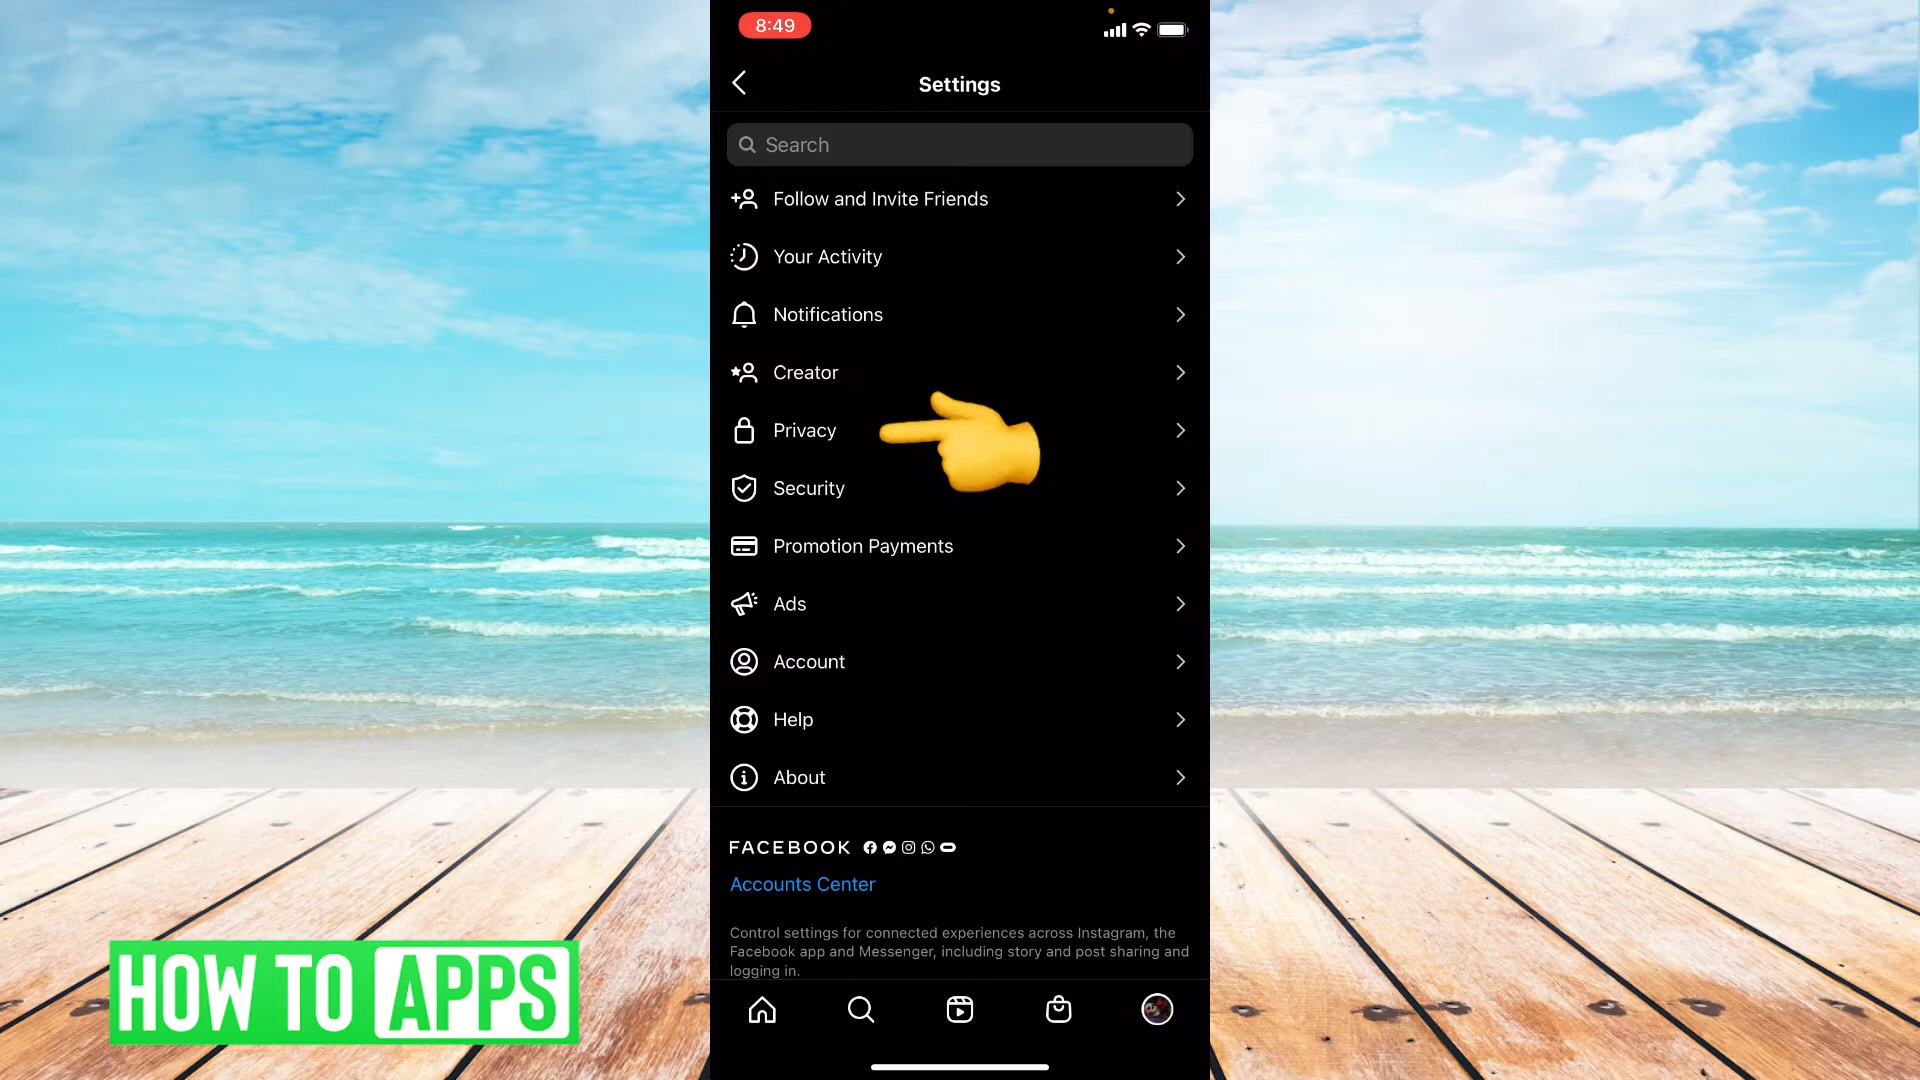 8:49
Settings
Search
Follow and Invite Friends
Your Activity
Notifications
Creator
Privacy
Security
Promotion Payments
Ads
Account
Help
About
FACEBOOK
Accounts Center
Control settings for connected experiences across Instagram, the
Facebook app and Messenger, including story and post sharing and
logging in.
HOW TO APPS